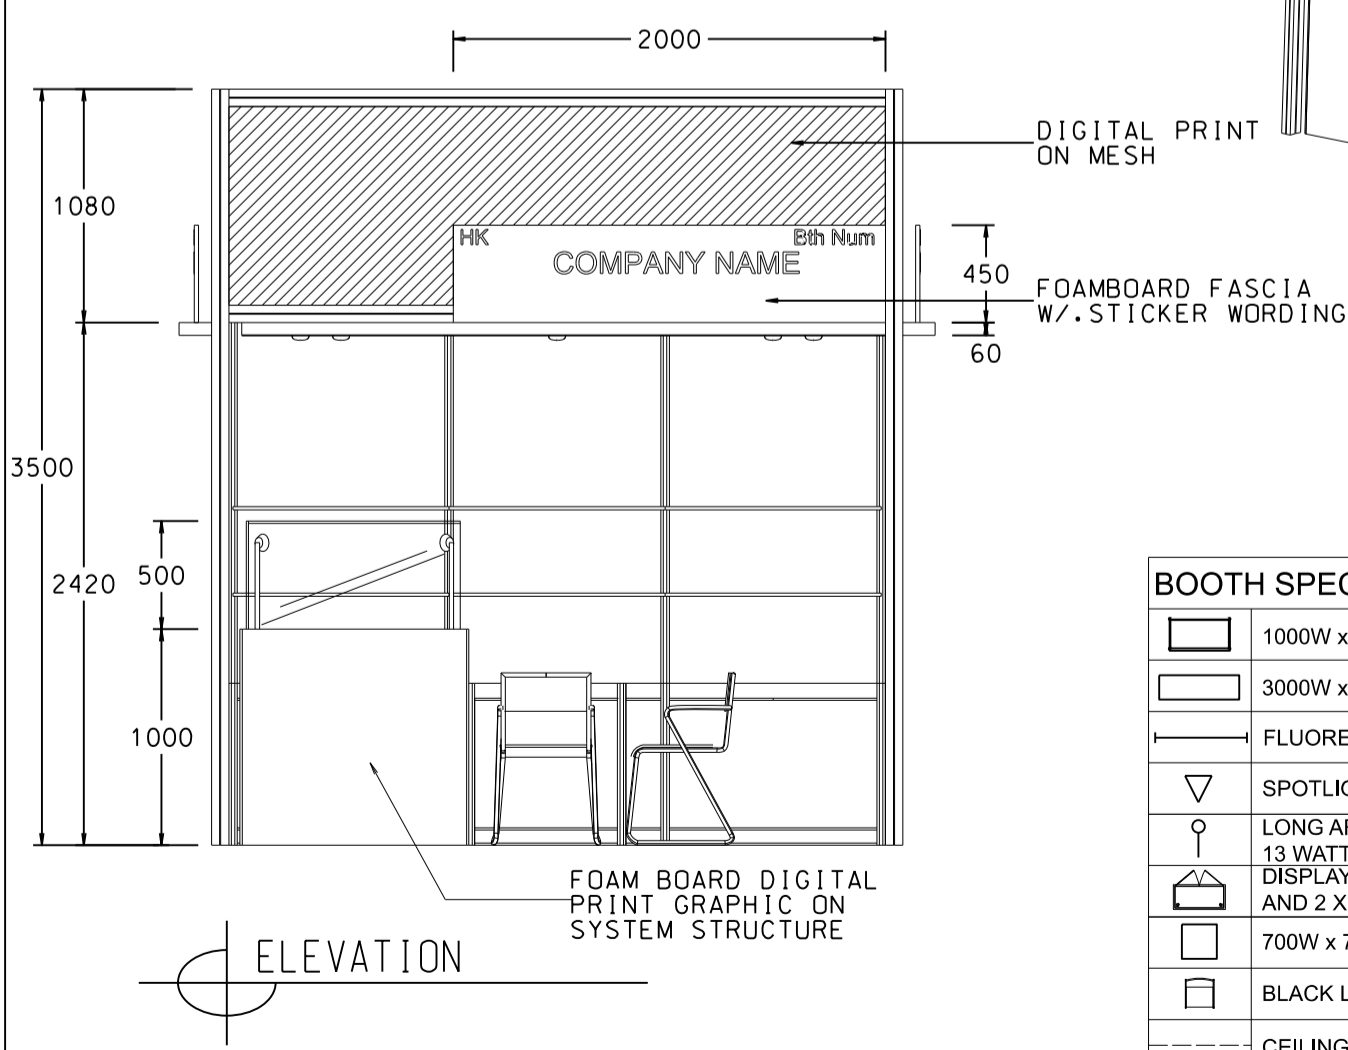 2000
DIGITAL PRINT
ON MESH
1080
HK
Bth Num
COMPANY NAME
450
FOAMBOARD FASCIA
W/.STICKER WORDING
60
3500
2420
500
1000
FOAM BOARD DIGITAL
PRINT GRAPHIC ON
SYSTEM STRUCTURE
ELEVATION
BOOTH SPEC
1000W x
3000W x
FLUORE
SPOTLIG
LONG AR
13 WATT
DISPLAY
AND 2 X
700W x 7
BLACK L
CEILING